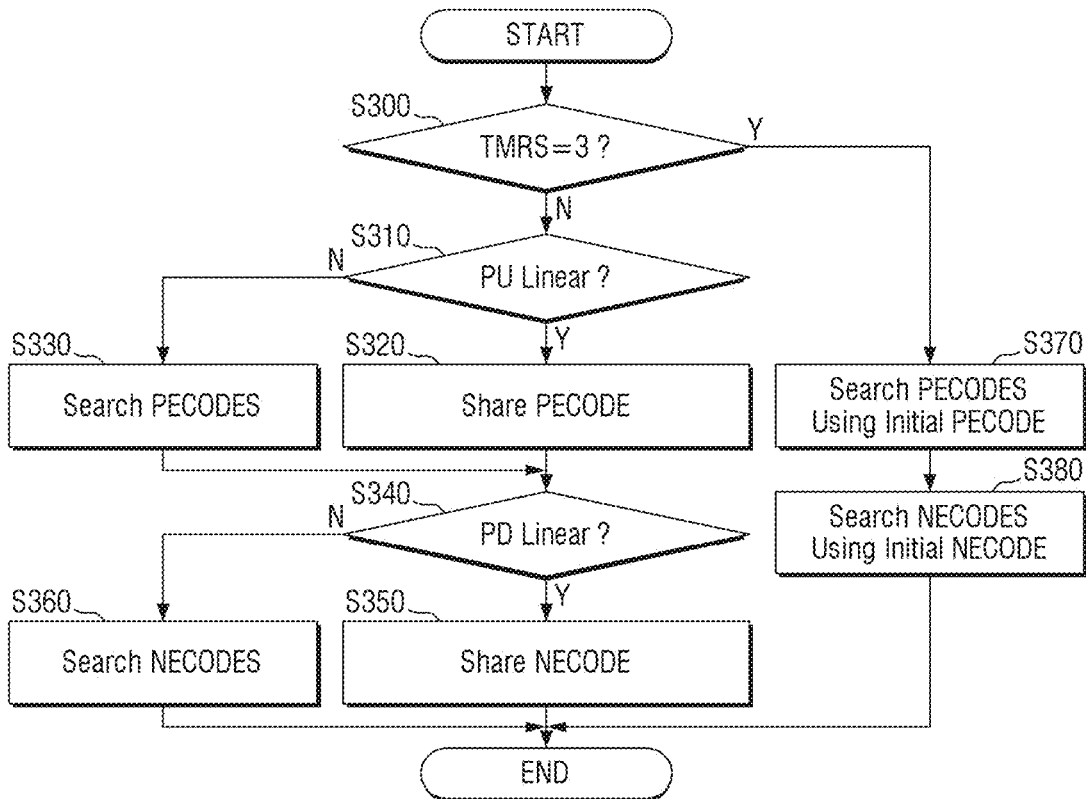 START
S300
TMRS=3 ?
Y
N
S310
N
PU Linear ?
Y
S330
Search PECODES
S320
Share PECODE
S370
Search PECODES
Using Initial PECODE
S340
N
PD Linear ?
Y
S380
Search NECODES
Using Initial NECODE
S360
Search NECODES
S350
Share NECODE
END